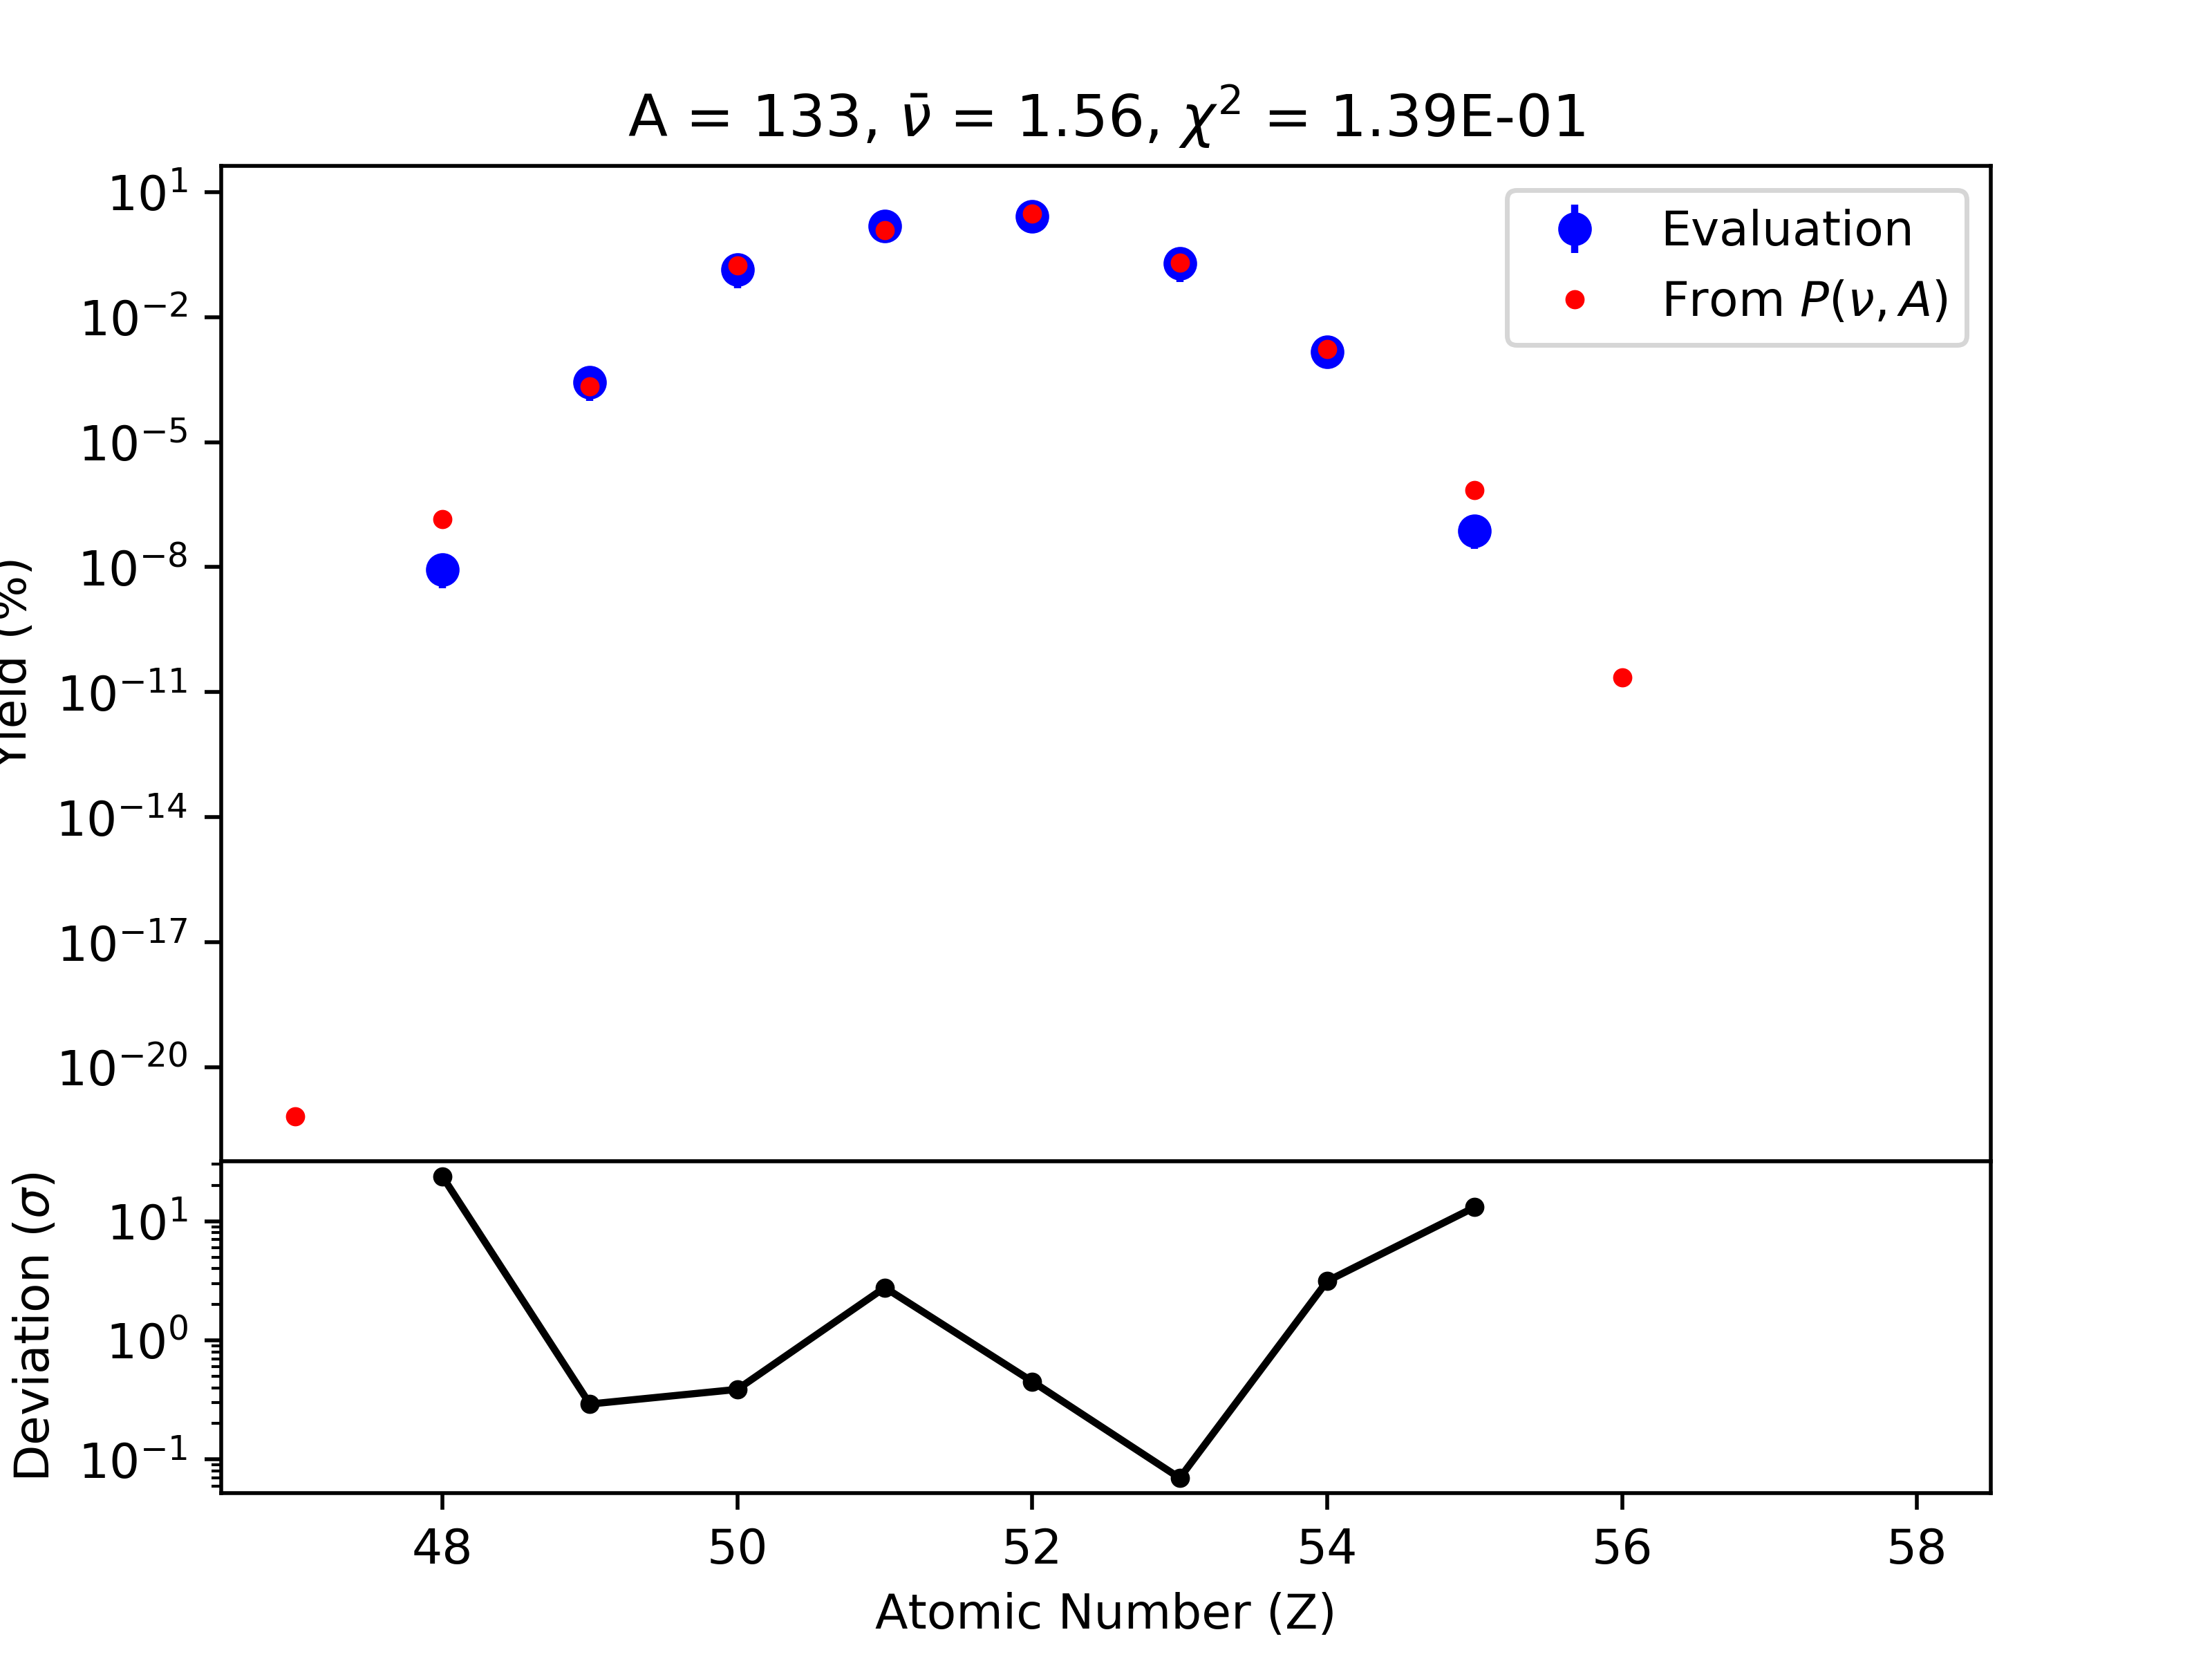 A = 133, ν̄ = 1.56, χ² = 1.39E-01
Evaluation
From P(ν, A)
10¹
10⁻²
10⁻⁵
10⁻⁸
10⁻¹¹
10⁻¹⁴
10⁻¹⁷
10⁻²⁰
Yield (%)
10¹
10⁰
10⁻¹
Deviation (σ)
48 50 52 54 56 58
Atomic Number (Z)